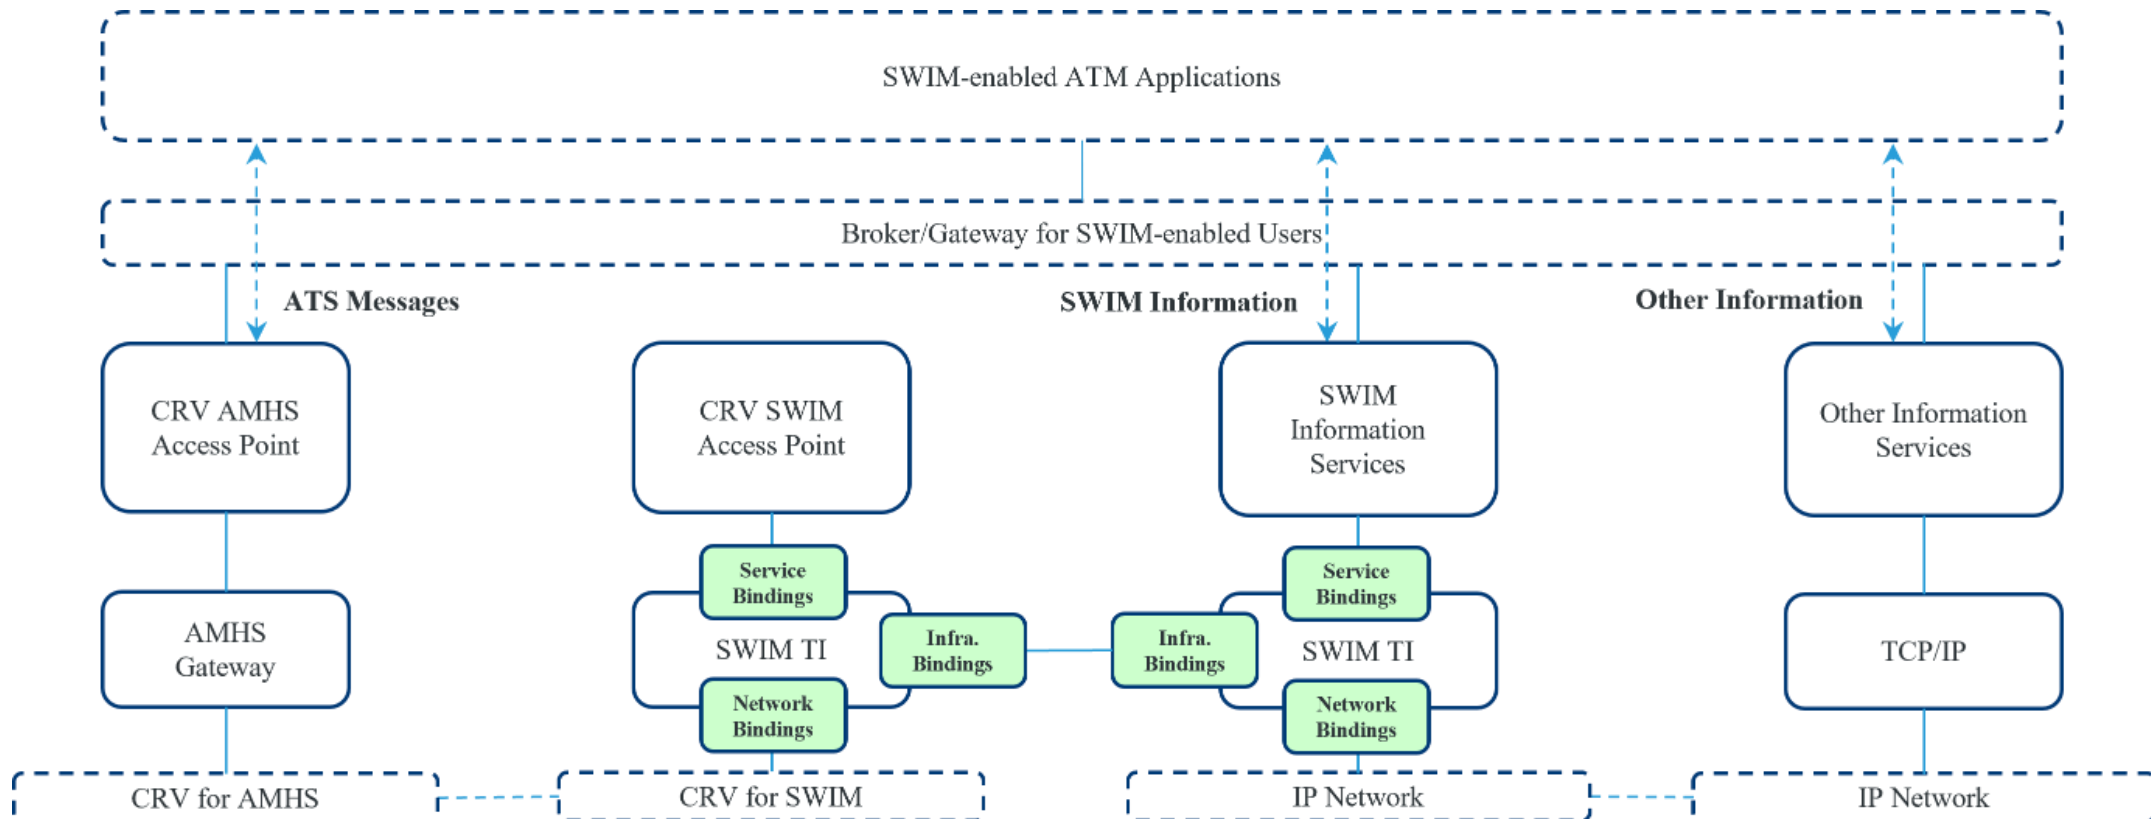 SWIM-enabled ATM Applications
Broker/Gateway for SWIM-enabled Users
ATS Messages
SWIM Information
Other Information
CRV AMHS
Access Point
CRV SWIM
Access Point
SWIM
Information
Services
Other Information
Services
AMHS
Gateway
Service
Bindings
SWIM TI
Infra.
Bindings
Network
Bindings
Infra.
Bindings
Service
Bindings
SWIM TI
Network
Bindings
TCP/IP
CRV for AMHS
CRV for SWIM
IP Network
IP Network